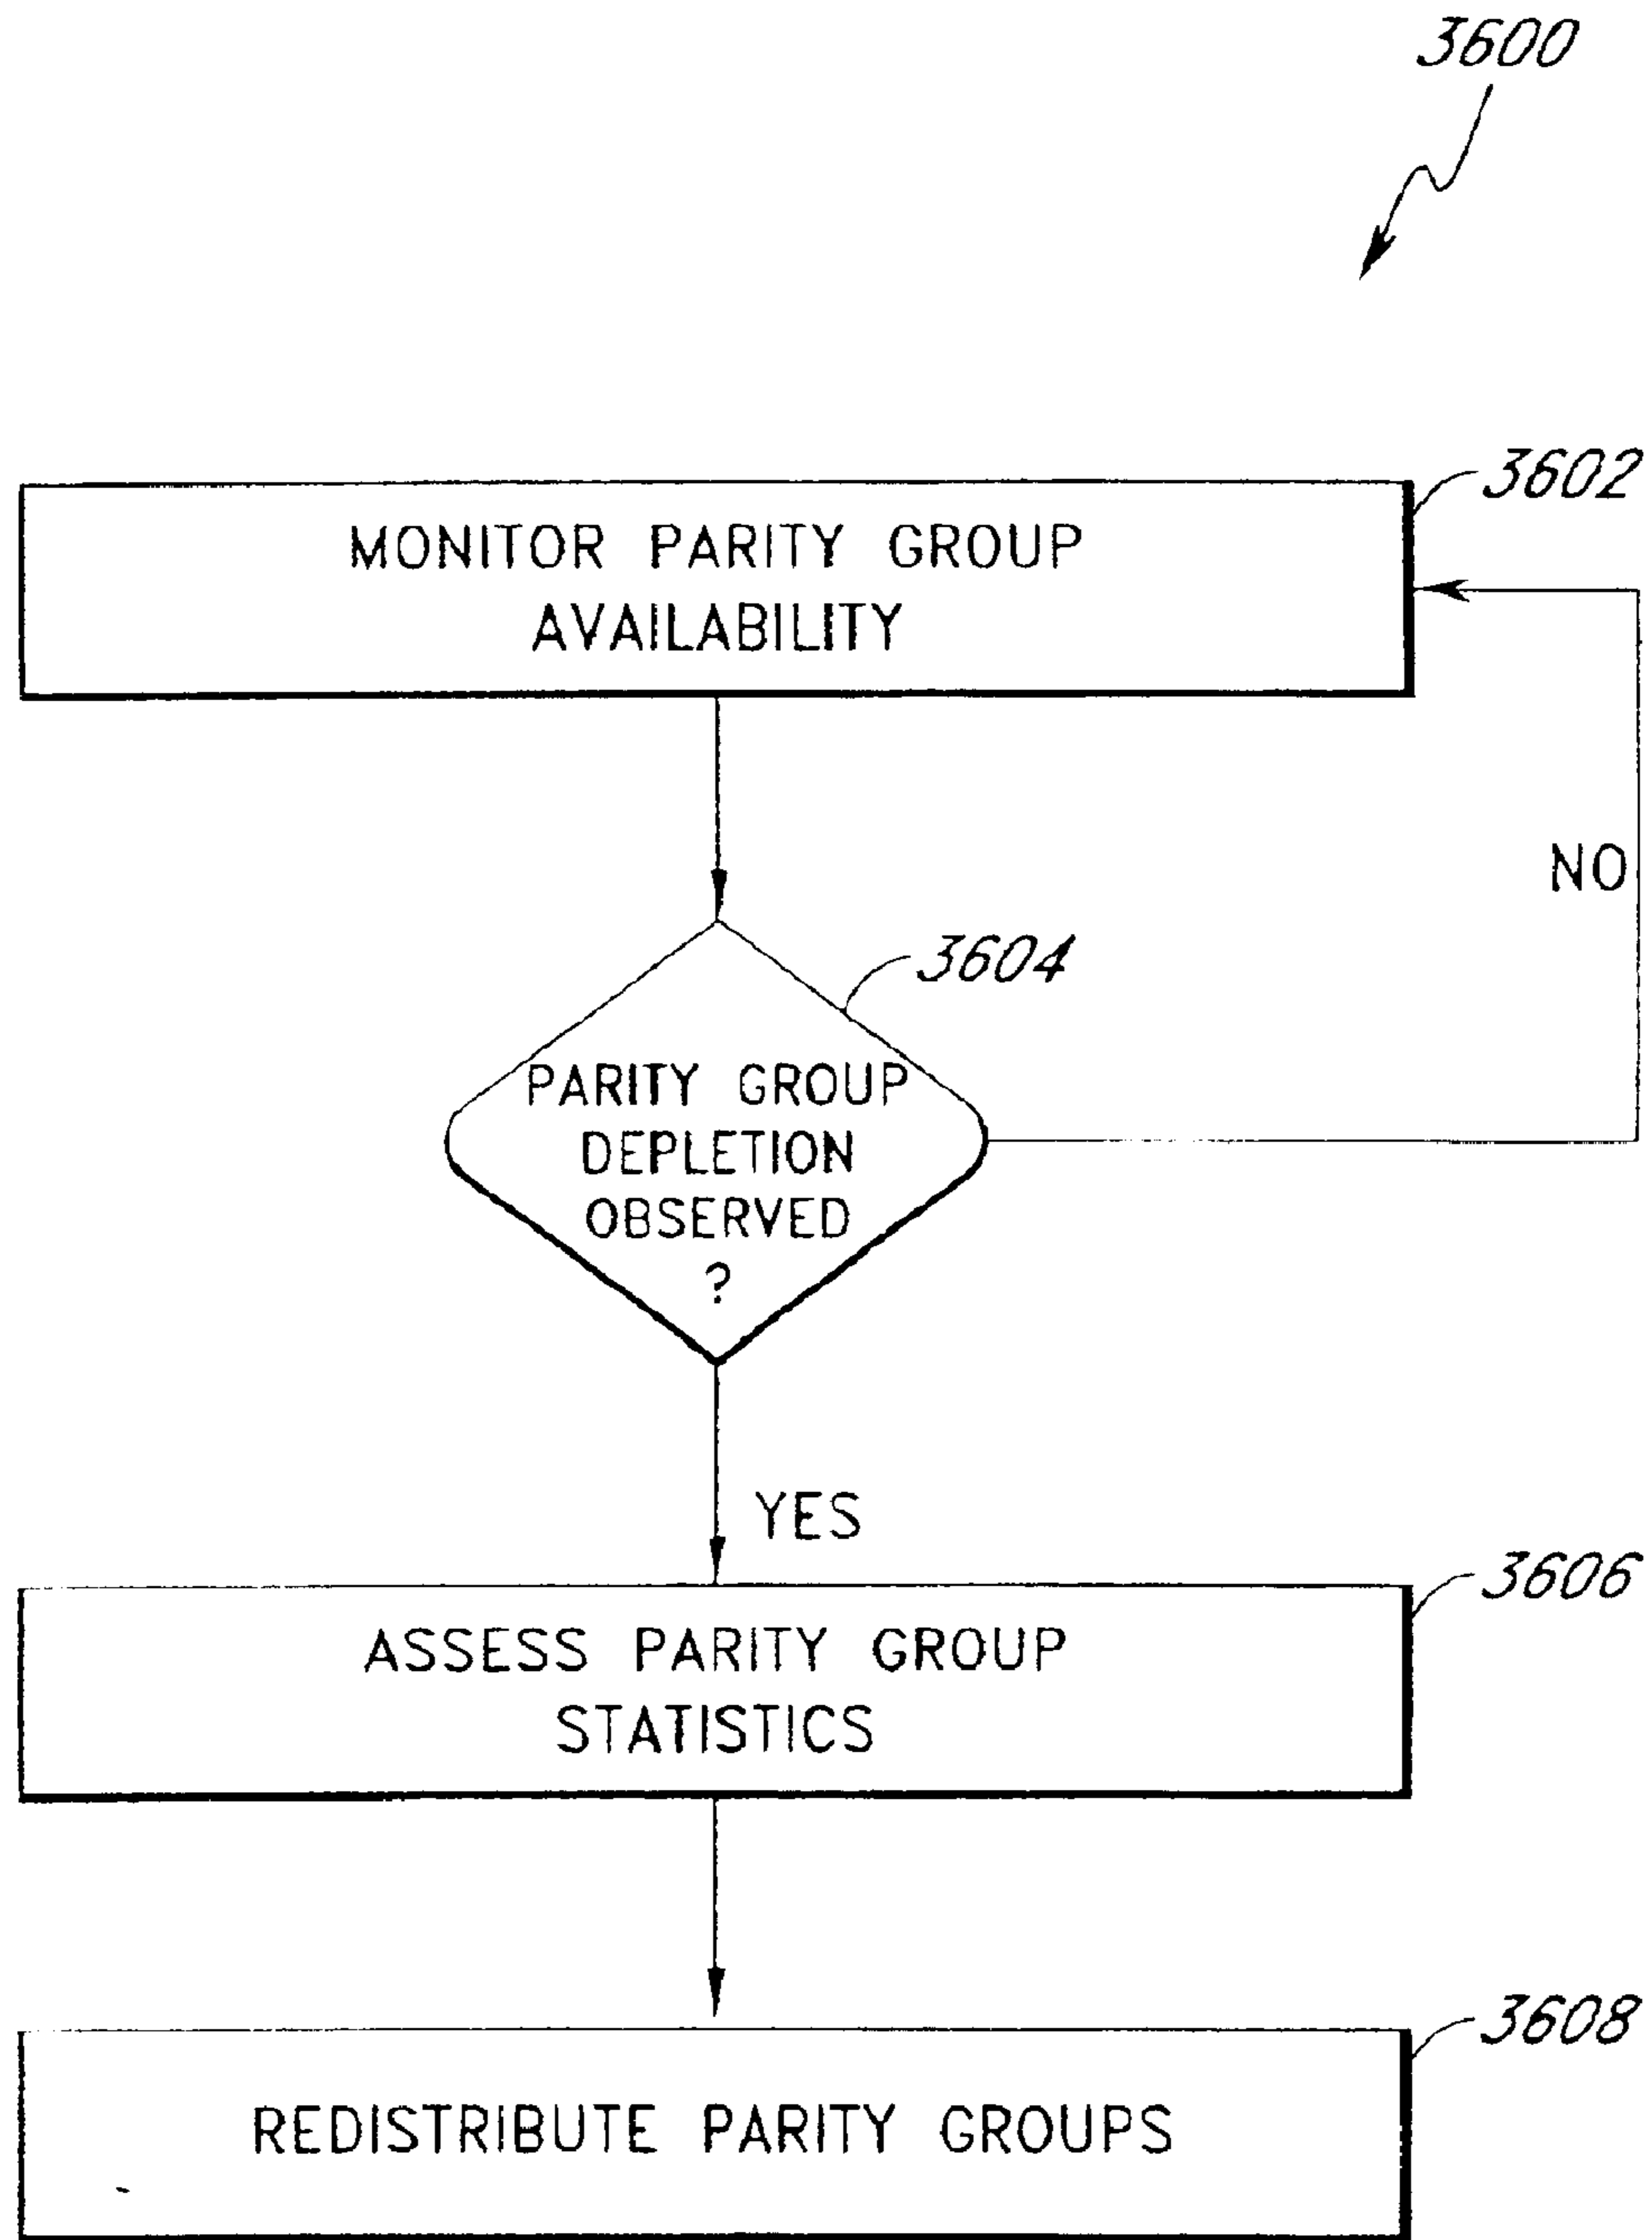 3600
3602
MONITOR PARITY GROUP
AVAILABILITY
NO
3604
PARITY GROUP
DEPLETION
OBSERVED
?
YES
3606
ASSESS PARITY GROUP
STATISTICS
3608
REDISTRIBUTE PARITY GROUPS